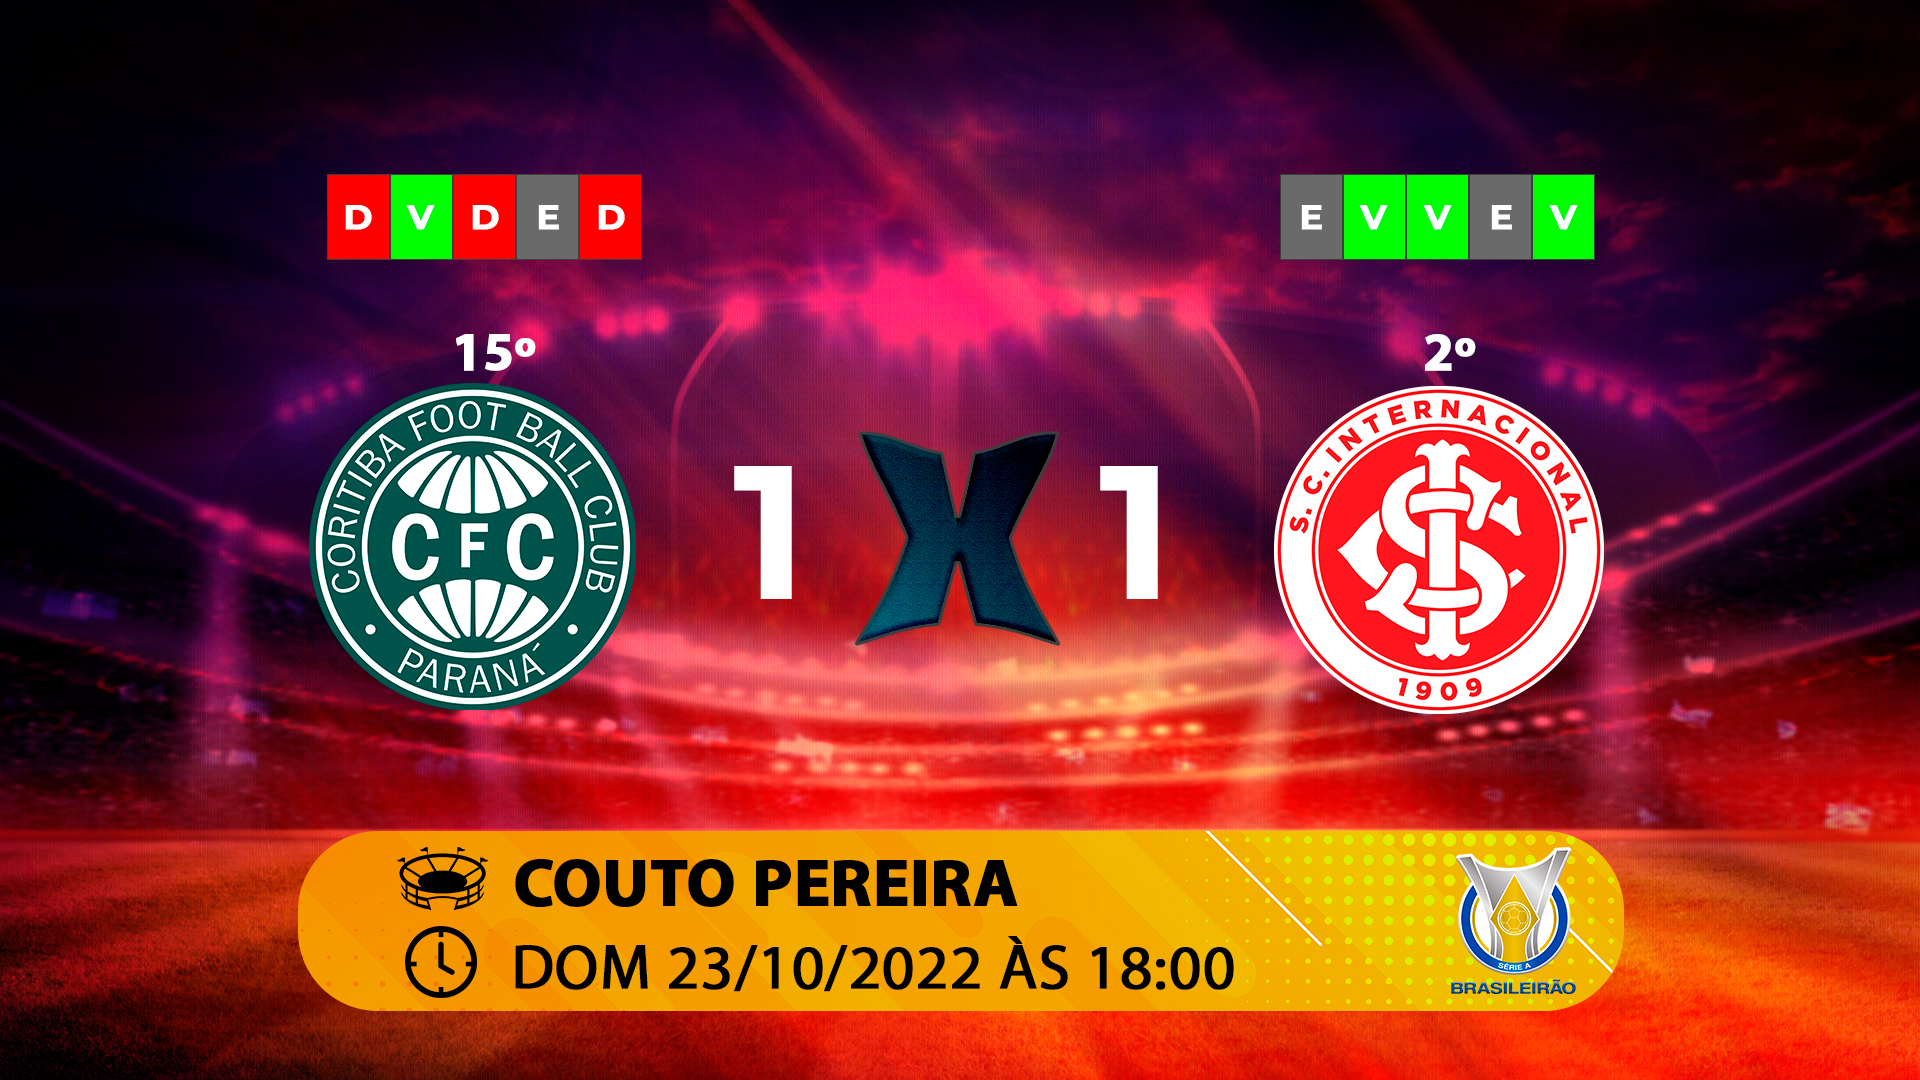 D V D E D
E V V E V
15º
2º
CORITIBA FOOT BALL CLUB
CFC
PARANÁ
1 X 1
S. C. INTERNACIONAL
SCI
1909
COUTO PEREIRA
DOM 23/10/2022 ÀS 18:00
SÉRIE A
BRASILEIRÃO